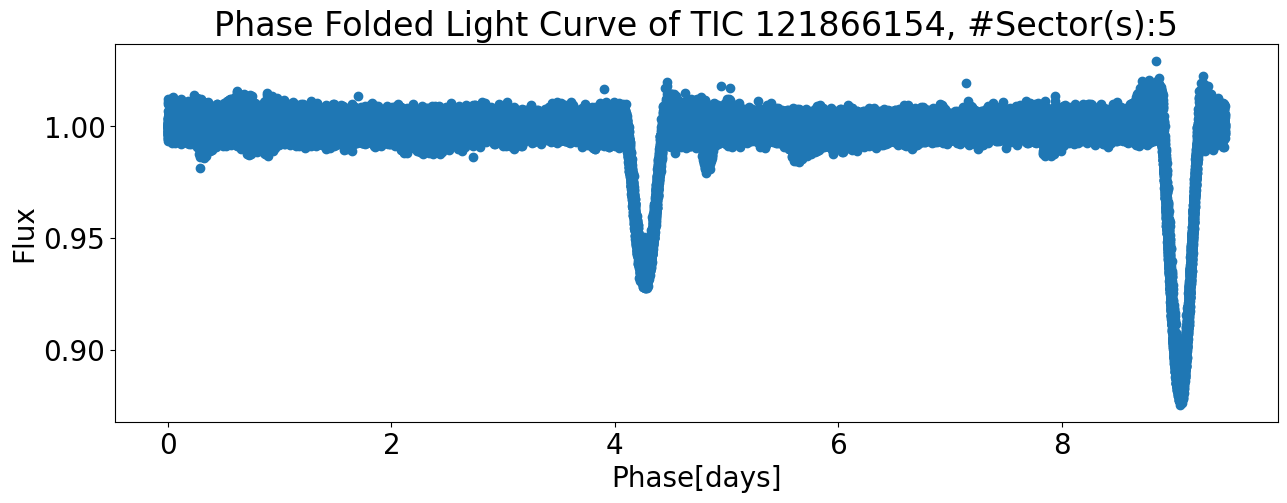 Phase Folded Light Curve of TIC 121866154, #Sector(s):5
1.00
0.95
0.90
Flux
0 2 4 6 8
Phase[days]